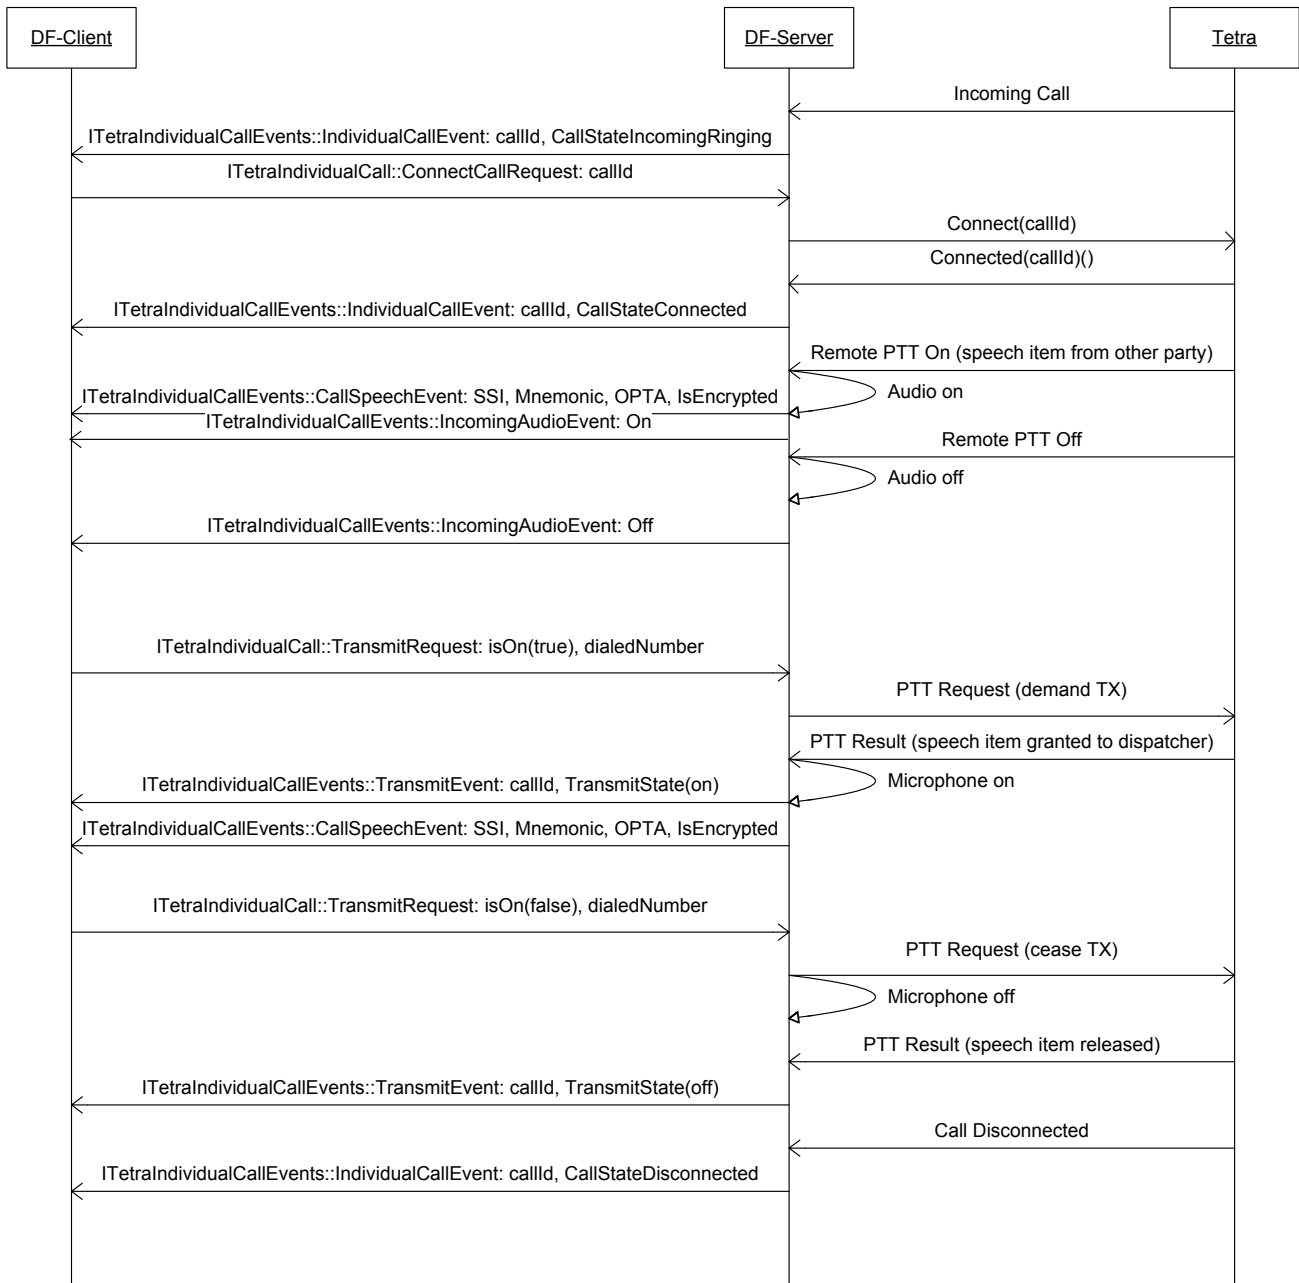 DF-Client
DF-Server
Tetra
Incoming Call
ITetraIndividualCallEvents::IndividualCallEvent: callId, CallStateIncomingRinging
ITetraIndividualCall::ConnectCallRequest: callId
Connect(callId)
Connected(callId)()
ITetraIndividualCallEvents::IndividualCallEvent: callId, CallStateConnected
Remote PTT On (speech item from other party)
Audio on
ITetraIndividualCallEvents::CallSpeechEvent: SSI, Mnemonic, OPTA, IsEncrypted
ITetraIndividualCallEvents::IncomingAudioEvent: On
Remote PTT Off
Audio off
ITetraIndividualCallEvents::IncomingAudioEvent: Off
ITetraIndividualCall::TransmitRequest: isOn(true), dialedNumber
PTT Request (demand TX)
PTT Result (speech item granted to dispatcher)
Microphone on
ITetraIndividualCallEvents::TransmitEvent: callId, TransmitState(on)
ITetraIndividualCallEvents::CallSpeechEvent: SSI, Mnemonic, OPTA, IsEncrypted
ITetraIndividualCall::TransmitRequest: isOn(false), dialedNumber
PTT Request (cease TX)
Microphone off
PTT Result (speech item released)
ITetraIndividualCallEvents::TransmitEvent: callId, TransmitState(off)
Call Disconnected
ITetraIndividualCallEvents::IndividualCallEvent: callId, CallStateDisconnected